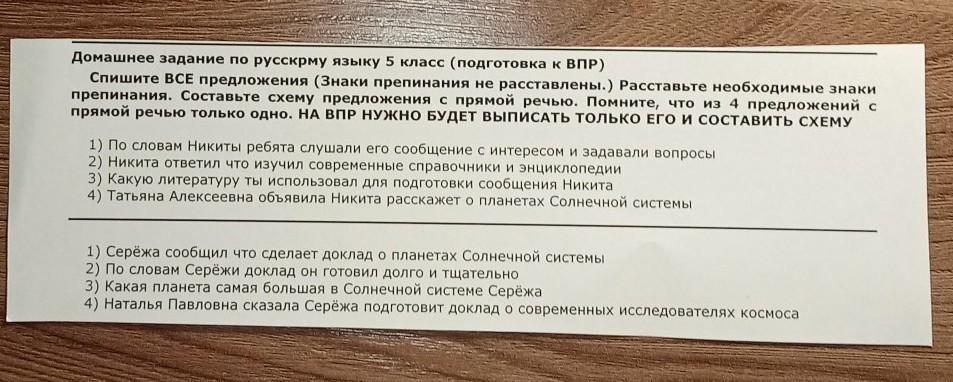 Домашнее задание по русскрму языку 5 класс (подготовка к ВПР)
Спишите ВСЕ предложения (Знаки препинания не расставлены.) Расставьте необходимые знаки
препинания. Составьте схему предложения с прямой речью. Помните, что из 4 предложений с
прямой речью только одно. НА ВПР НУЖНО БУДЕТ ВЫПИСАТЬ ТОЛЬКО ЕГО И СОСТАВИТЬ СХЕМУ
1) По словам Никиты ребята слушали его сообщение с интересом и задавали вопросы
2) Никита ответил что изучил современные справочники и энциклопедии
3) Какую литературу ты использовал для подготовки сообщения Никита
4) Татьяна Алексеевна объявила Никита расскажет о планетах Солнечной системы
1) Серёжа сообщил что сделает доклад о планетах Солнечной системы
2) По словам Серёжи доклад он готовил долго и тщательно
3) Какая планета самая большая в Солнечной системе Серёжа
4) Наталья Павловна сказала Серёжа подготовит доклад о современных исследователях космоса